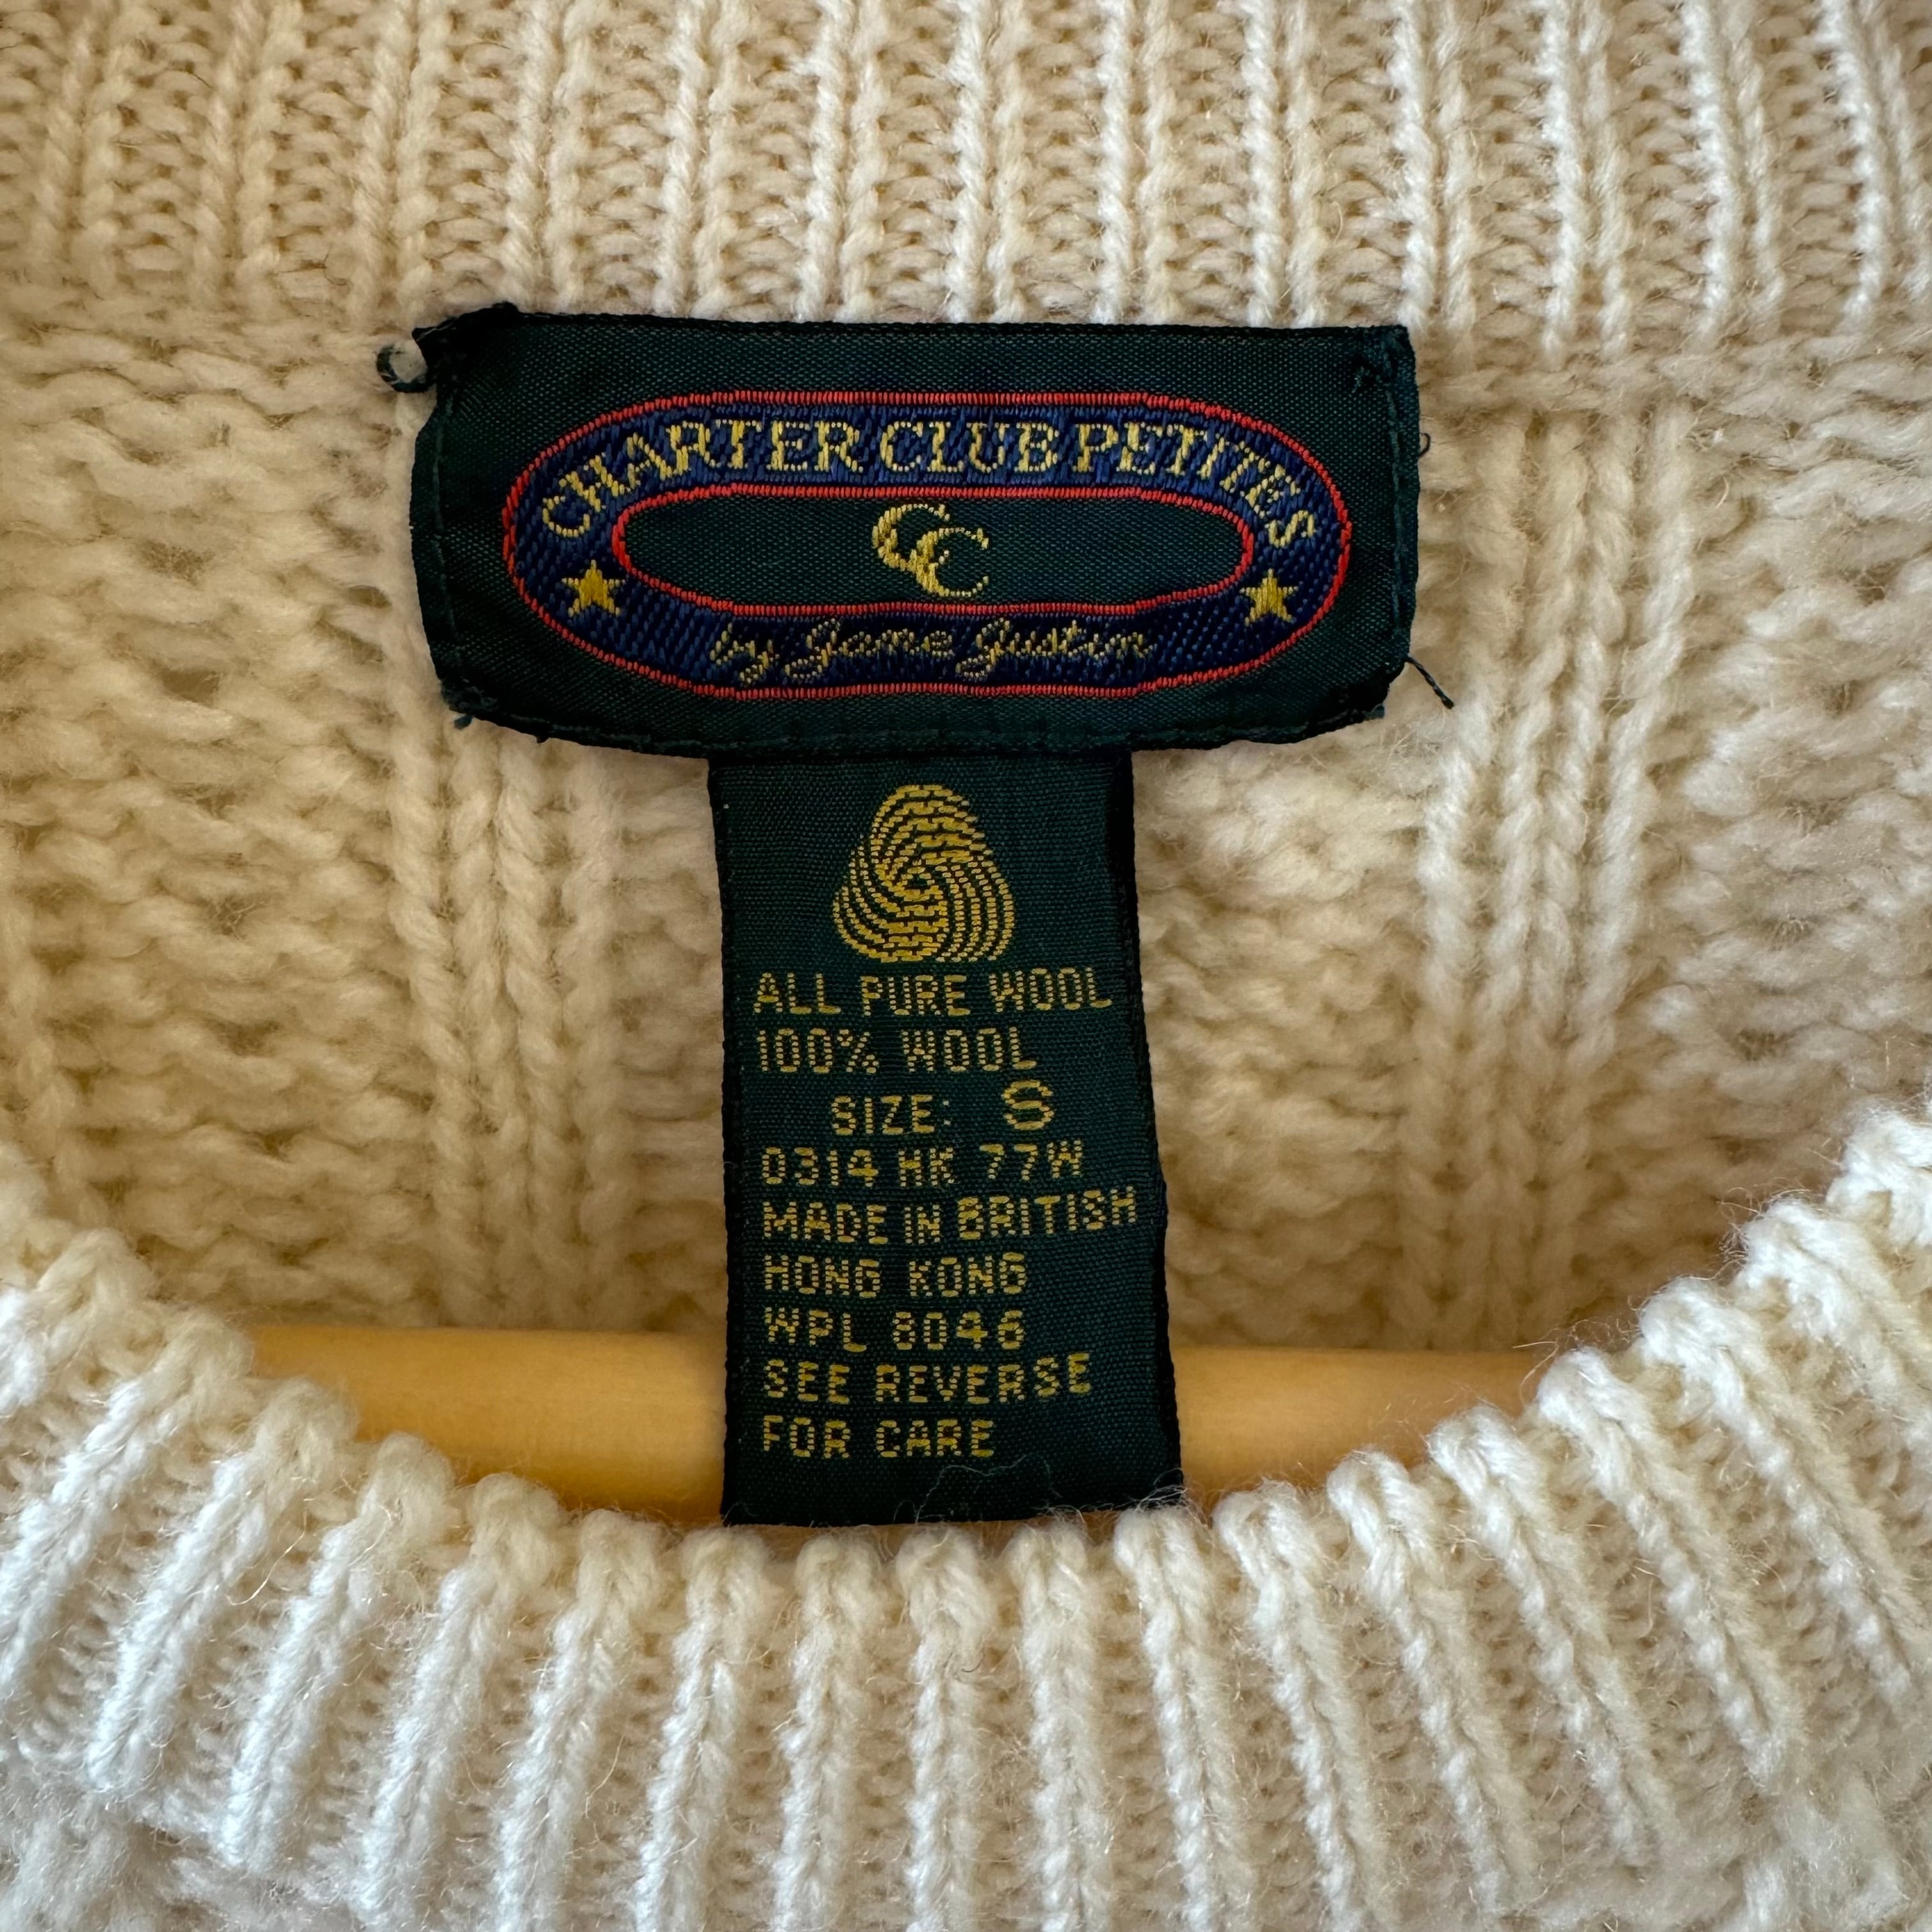 CHARTER CLUB PETITES
CC
by Jame Justin
ALL PURE WOOL
100% WOOL
SIZE: S
0314 HK 77W
MADE IN BRITISH
HONG KONG
WPL 8046
SEE REVERSE
FOR CARE